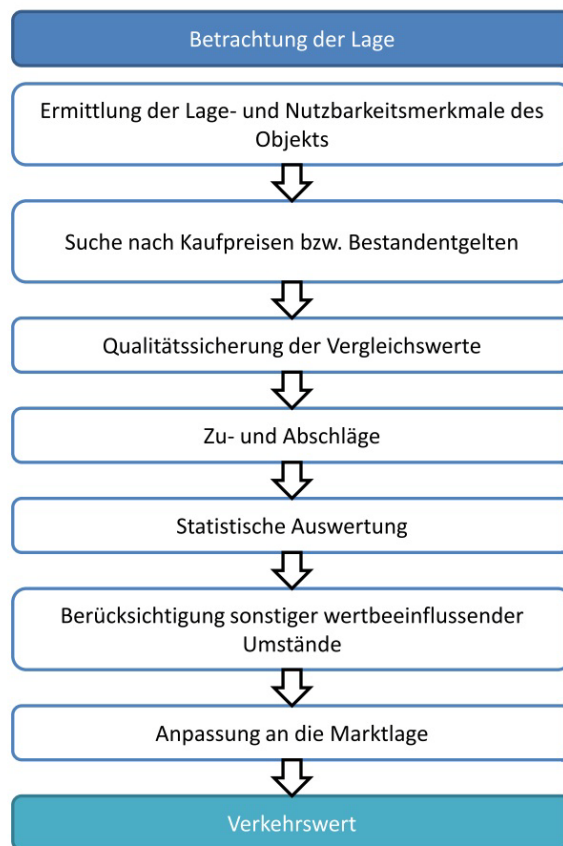 Betrachtung der Lage
Ermittlung der Lage- und Nutzbarkeitsmerkmale des
Objekts
Suche nach Kaufpreisen bzw. Bestandentgelten
Qualitätssicherung der Vergleichswerte
Zu- und Abschläge
Statistische Auswertung
Berücksichtigung sonstiger wertbeeinflussender
Umstände
Anpassung an die Marktlage
Verkehrswert